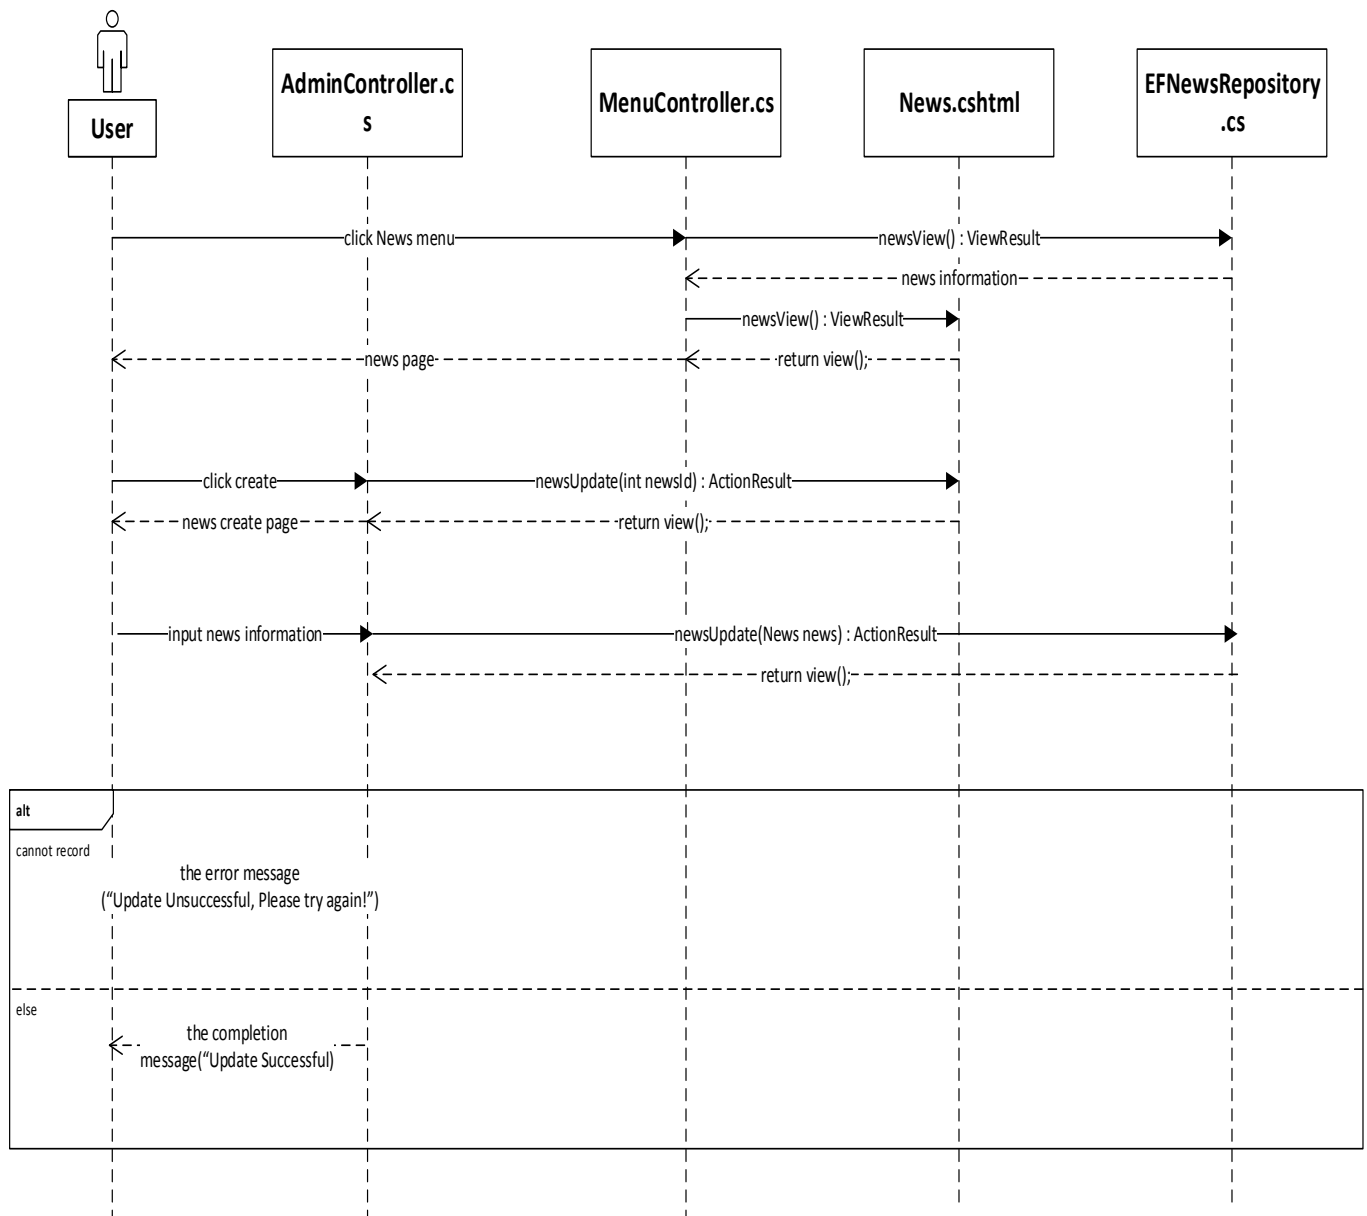 User
AdminController.c
s
MenuController.cs
News.cshtml
EFNewsRepository
.cs
click News menu
newsView() : ViewResult
news information
newsView() : ViewResult
news page
return view();
click create
newsUpdate(int newsId) : ActionResult
news create page
return view();
input news information
newsUpdate(News news) : ActionResult
return view();
alt
cannot record
the error message
(“Update Unsuccessful, Please try again!”)
else
the completion
message(“Update Successful)